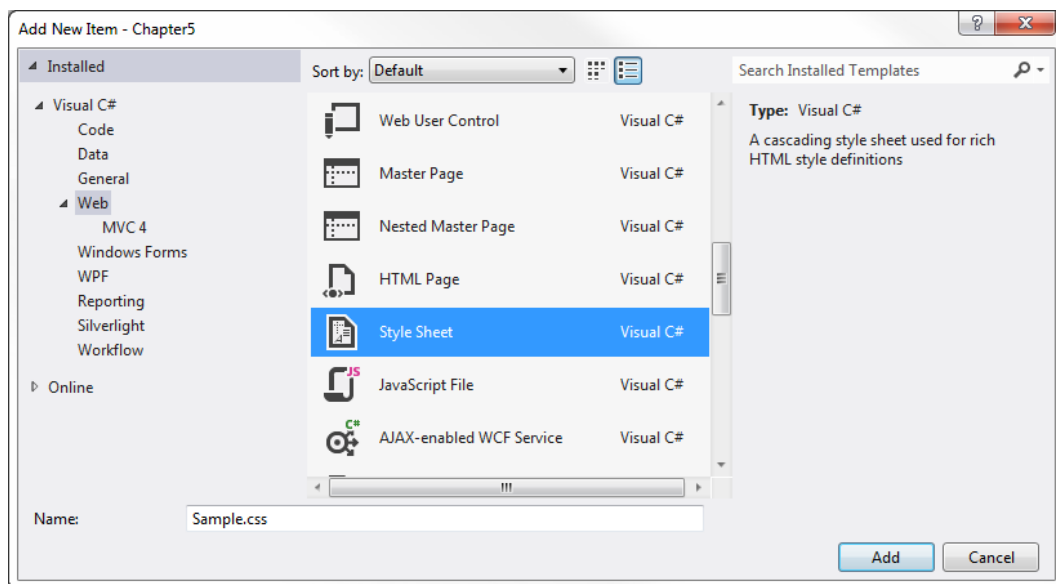 Add New Item - Chapter5
Installed
Sort by: Default
Search Installed Templates
Visual C#
Code
Data
General
Web
MVC 4
Windows Forms
WPF
Reporting
Silverlight
Workflow
Online
Web User Control Visual C#
Master Page Visual C#
Nested Master Page Visual C#
HTML Page Visual C#
Style Sheet Visual C#
JS
JavaScript File Visual C#
C#
AJAX-enabled WCF Service Visual C#
Type: Visual C#
A cascading style sheet used for rich
HTML style definitions
Name: Sample.css
Add Cancel